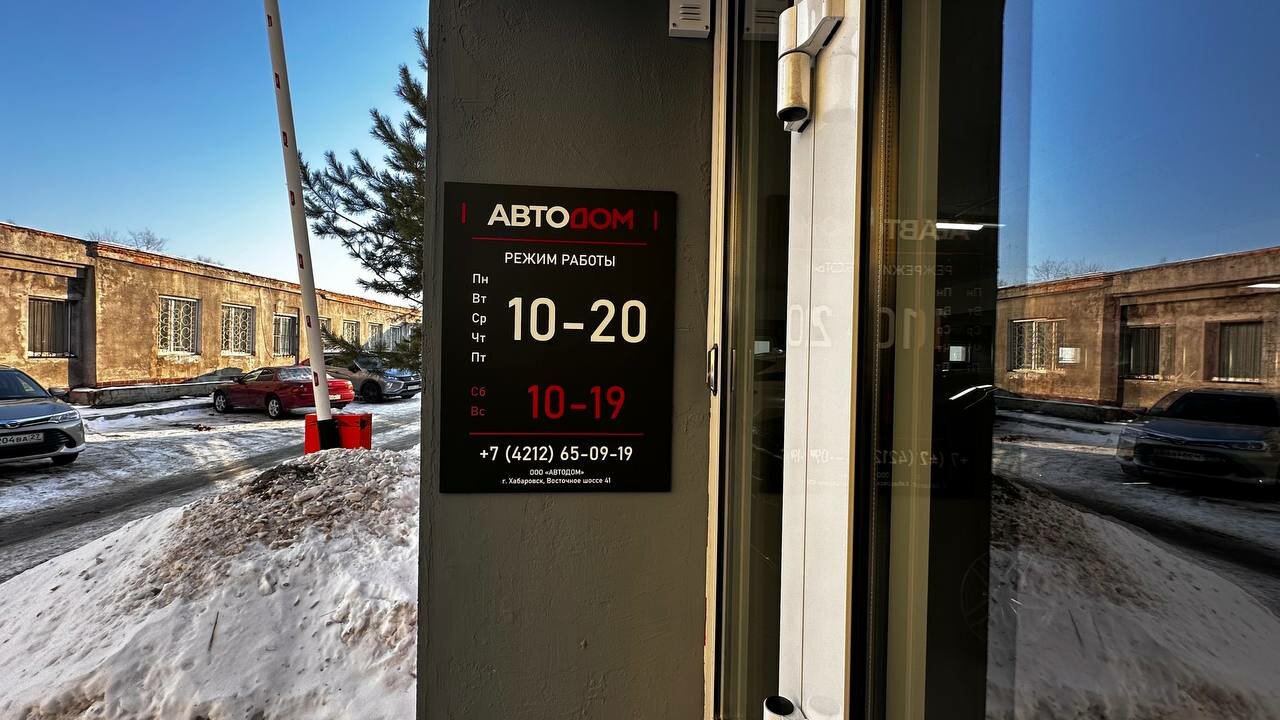 АВТОДОМ
РЕЖИМ РАБОТЫ
Пн
Вт
Ср
Чт
Пт
10-20
Сб
Вс
10-19
+7 (4212) 65-09-19
ООО «АВТОДОМ»
г. Хабаровск, Восточное шоссе 41